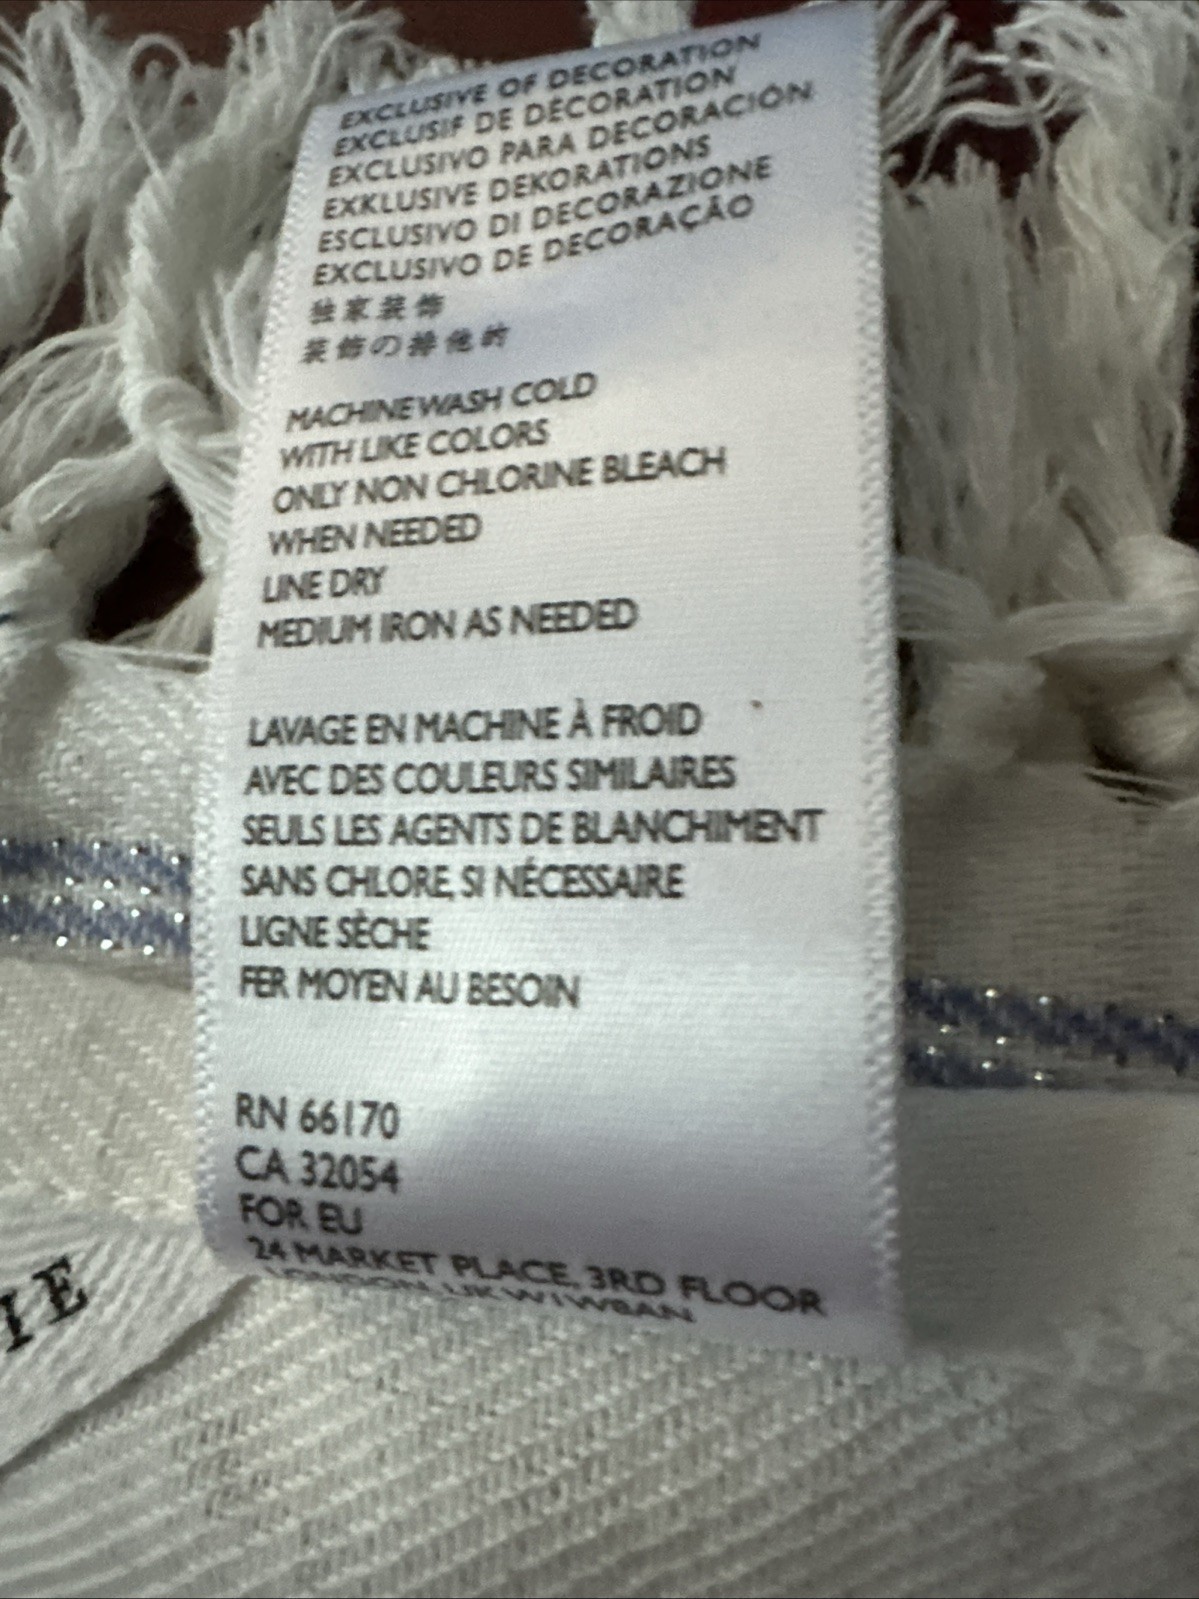 EXCLUSIVE OF DECORATION
EXCLUSIF DE DÉCORATION
EXCLUSIVO PARA DECORACIÓN
EXKLUSIVE DEKORATIONS
ESCLUSIVO DI DECORAZIONE
EXCLUSIVO DE DECORAÇÃO
独家装饰
装飾の排他的
MACHINE WASH COLD
WITH LIKE COLORS
ONLY NON CHLORINE BLEACH
WHEN NEEDED
LINE DRY
MEDIUM IRON AS NEEDED
LAVAGE EN MACHINE À FROID
AVEC DES COULEURS SIMILAIRES
SEULS LES AGENTS DE BLANCHIMENT
SANS CHLORE, SI NÉCESSAIRE
LIGNE SÈCHE
FER MOYEN AU BESOIN
RN 66170
CA 32054
FOR EU
24 MARKET PLACE, 3RD FLOOR
LONDON, UK W1W8AN
IE